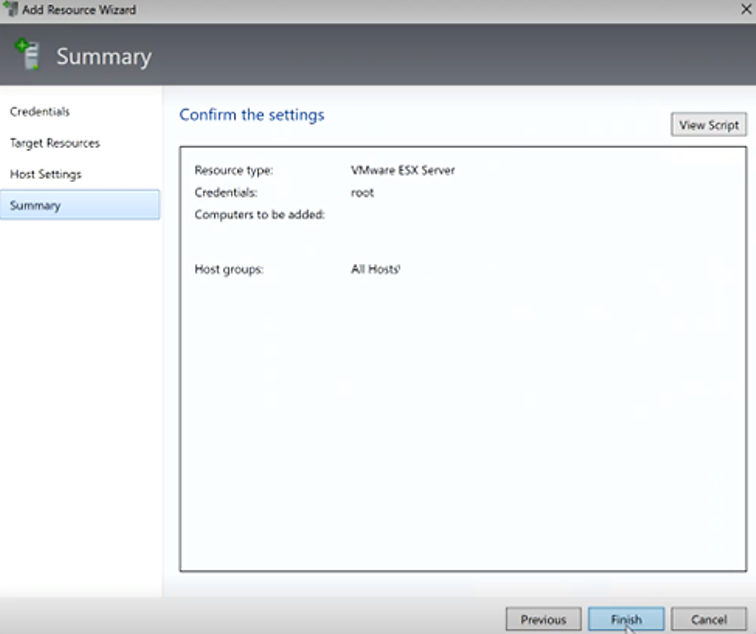 Add Resource Wizard
Summary
Credentials
Target Resources
Host Settings
Summary
Confirm the settings
View Script
Resource type: VMware ESX Server
Credentials: root
Computers to be added:
Host groups: All Hosts\
Previous Finish Cancel